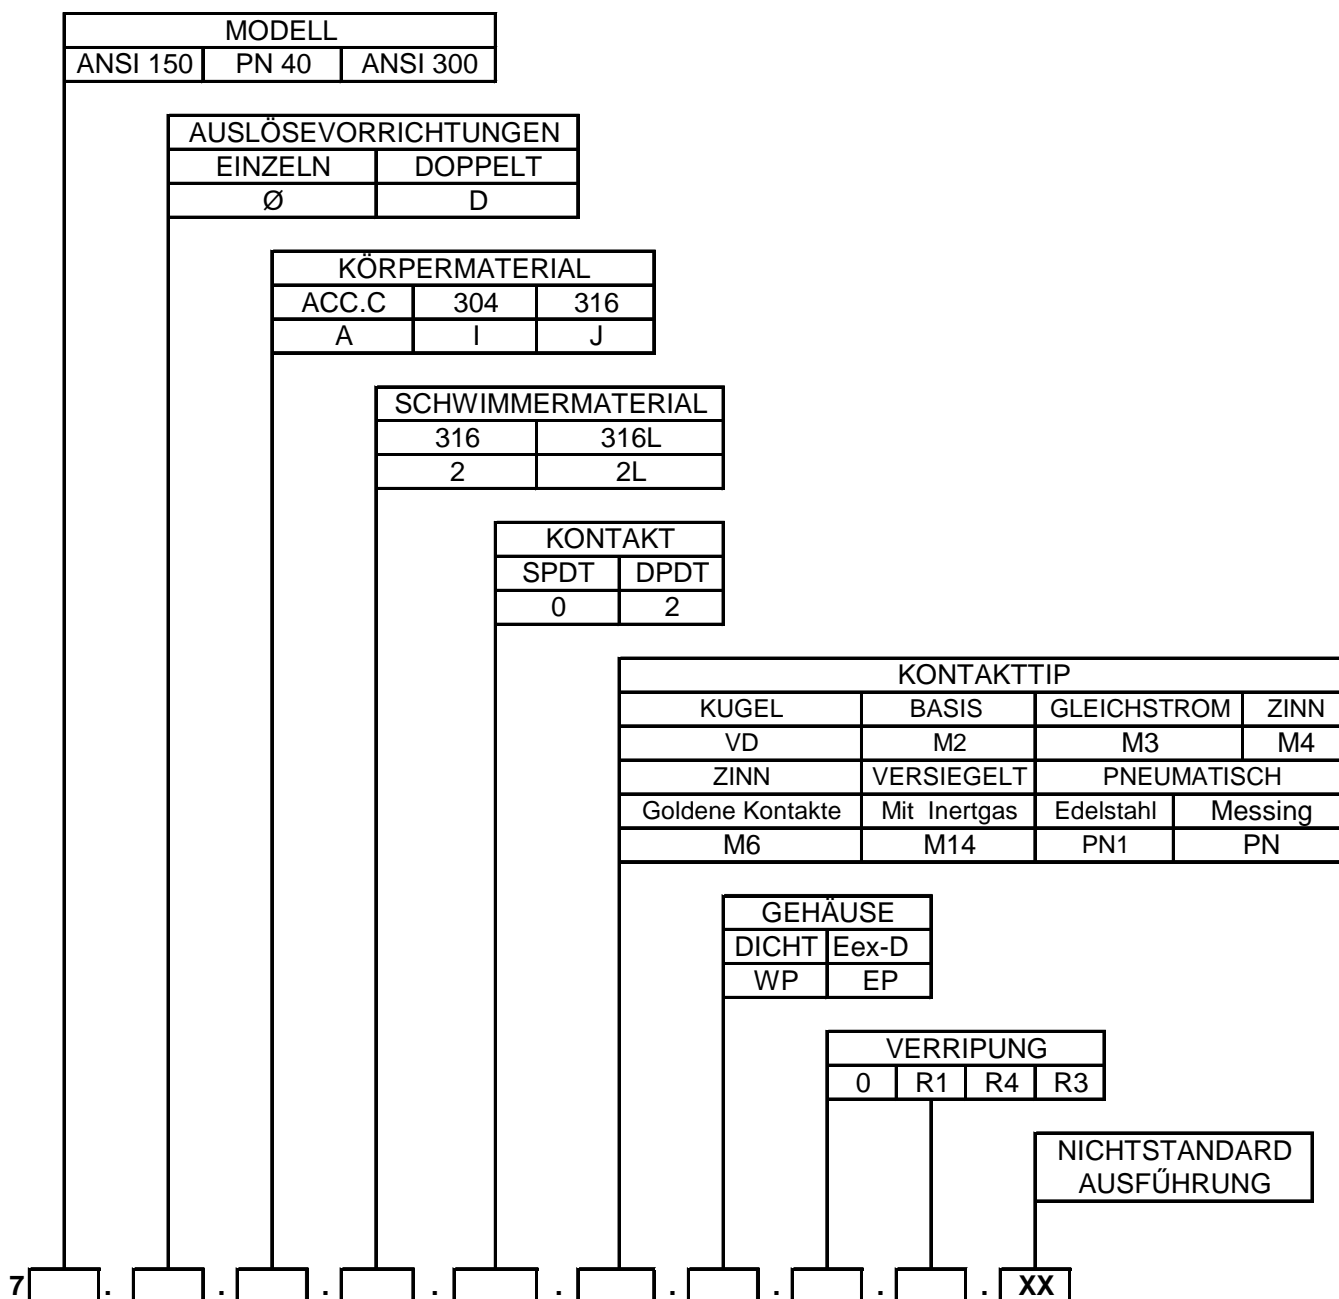 MODELL
ANSI 150 PN 40 ANSI 300
AUSLÖSEVORRICHTUNGEN
EINZELN DOPPELT
Ø D
KÖRPERMATERIAL
ACC.C 304 316
A I J
SCHWIMMERMATERIAL
316 316L
2 2L
KONTAKT
SPDT DPDT
0 2
KONTAKTTIP
KUGEL BASIS GLEICHSTROM ZINN
VD M2 M3 M4
ZINN VERSIEGELT PNEUMATISCH
Goldene Kontakte Mit Inertgas Edelstahl Messing
M6 M14 PN1 PN
GEHÄUSE
DICHT Eex-D
WP EP
VERRIPUNG
0 R1 R4 R3
NICHTSTANDARD
AUSFŰHRUNG
7 . . . . . . . . . XX